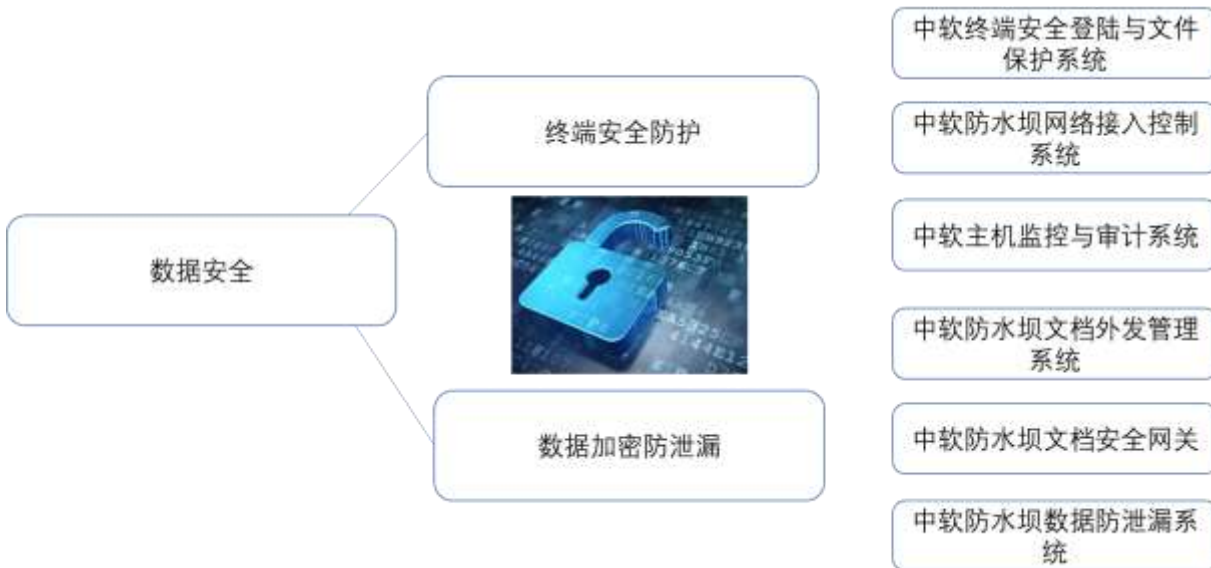 数据安全
终端安全防护
数据加密防泄漏
中软终端安全登陆与文件
保护系统
中软防水坝网络接入控制
系统
中软主机监控与审计系统
中软防水坝文档外发管理
系统
中软防水坝文档安全网关
中软防水坝数据防泄漏系
统